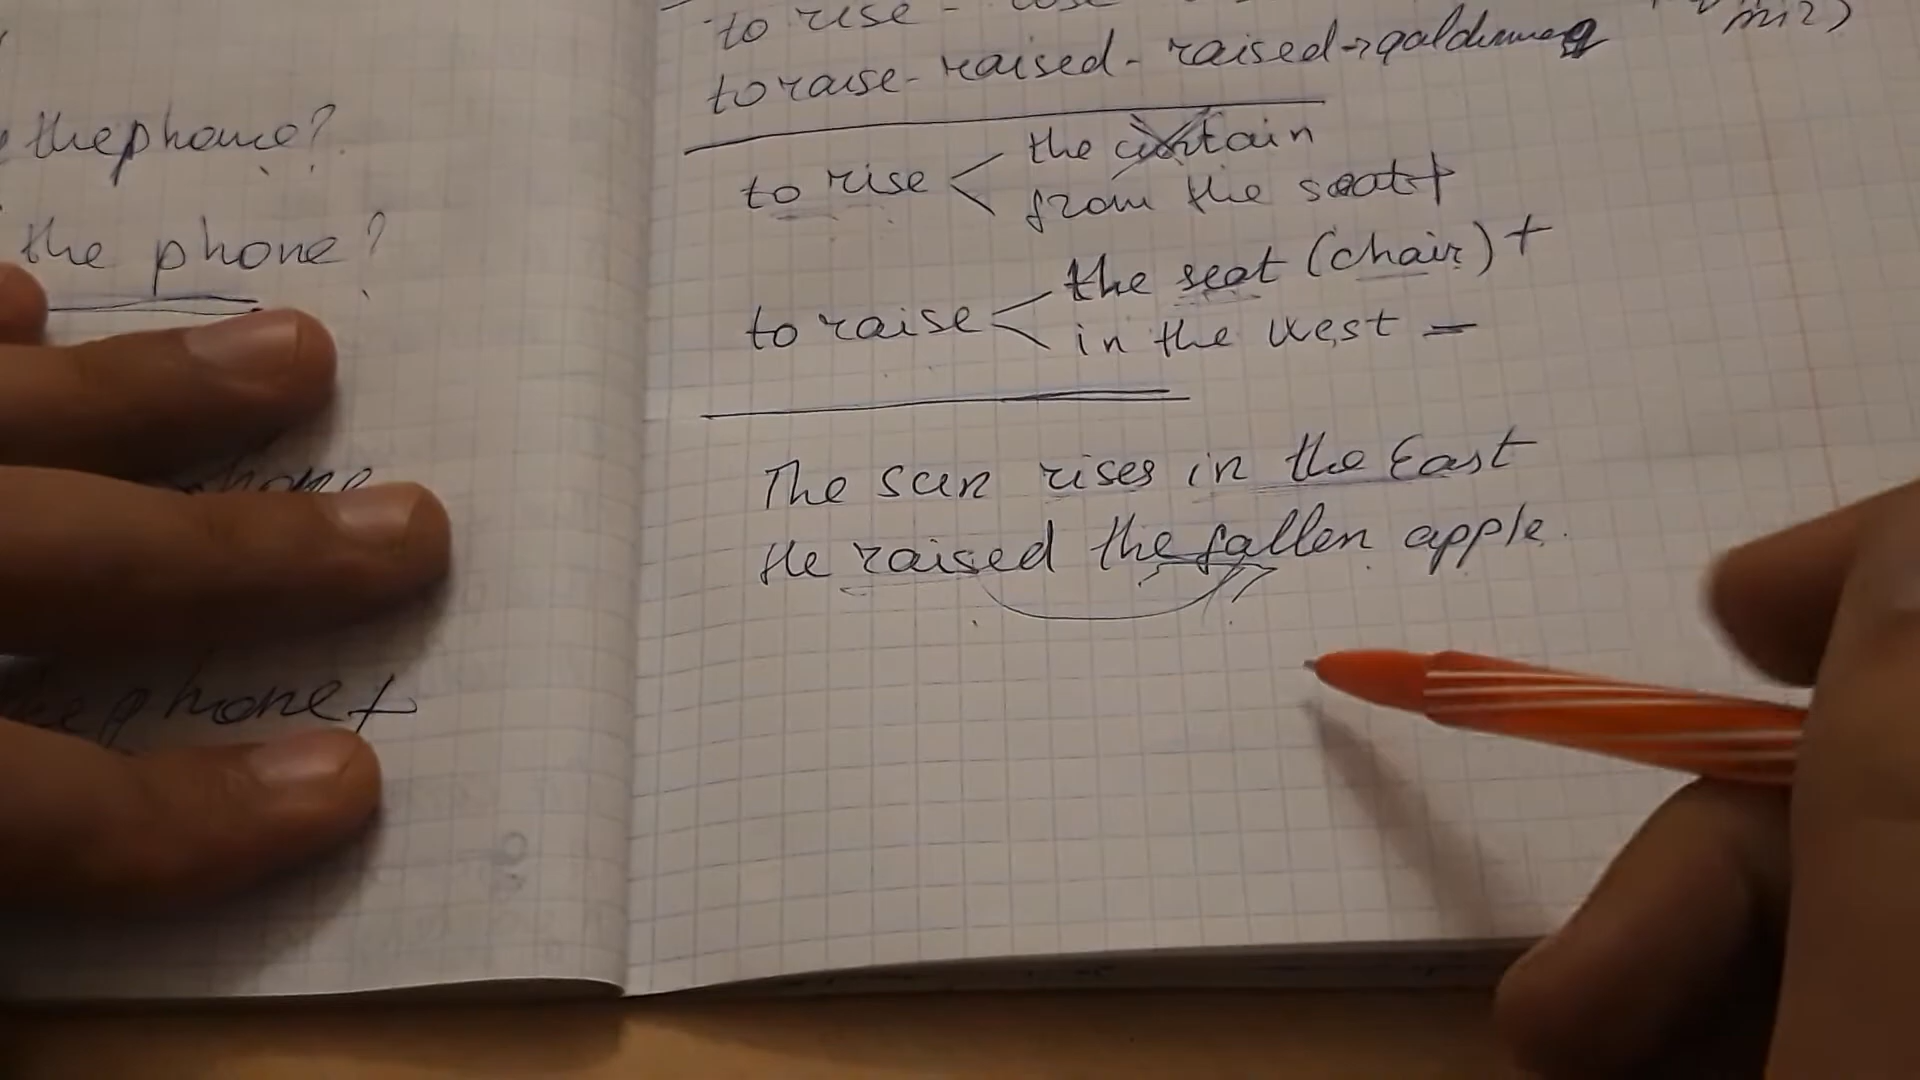 the phone?
the phone?
phone
phone +
to rise -
to raise - raised - raised → qaldırmaq
to rise < the curtain
from the seat +
to raise < the seat (chair) +
in the west -
The sun rises in the East
He raised the fallen apple.